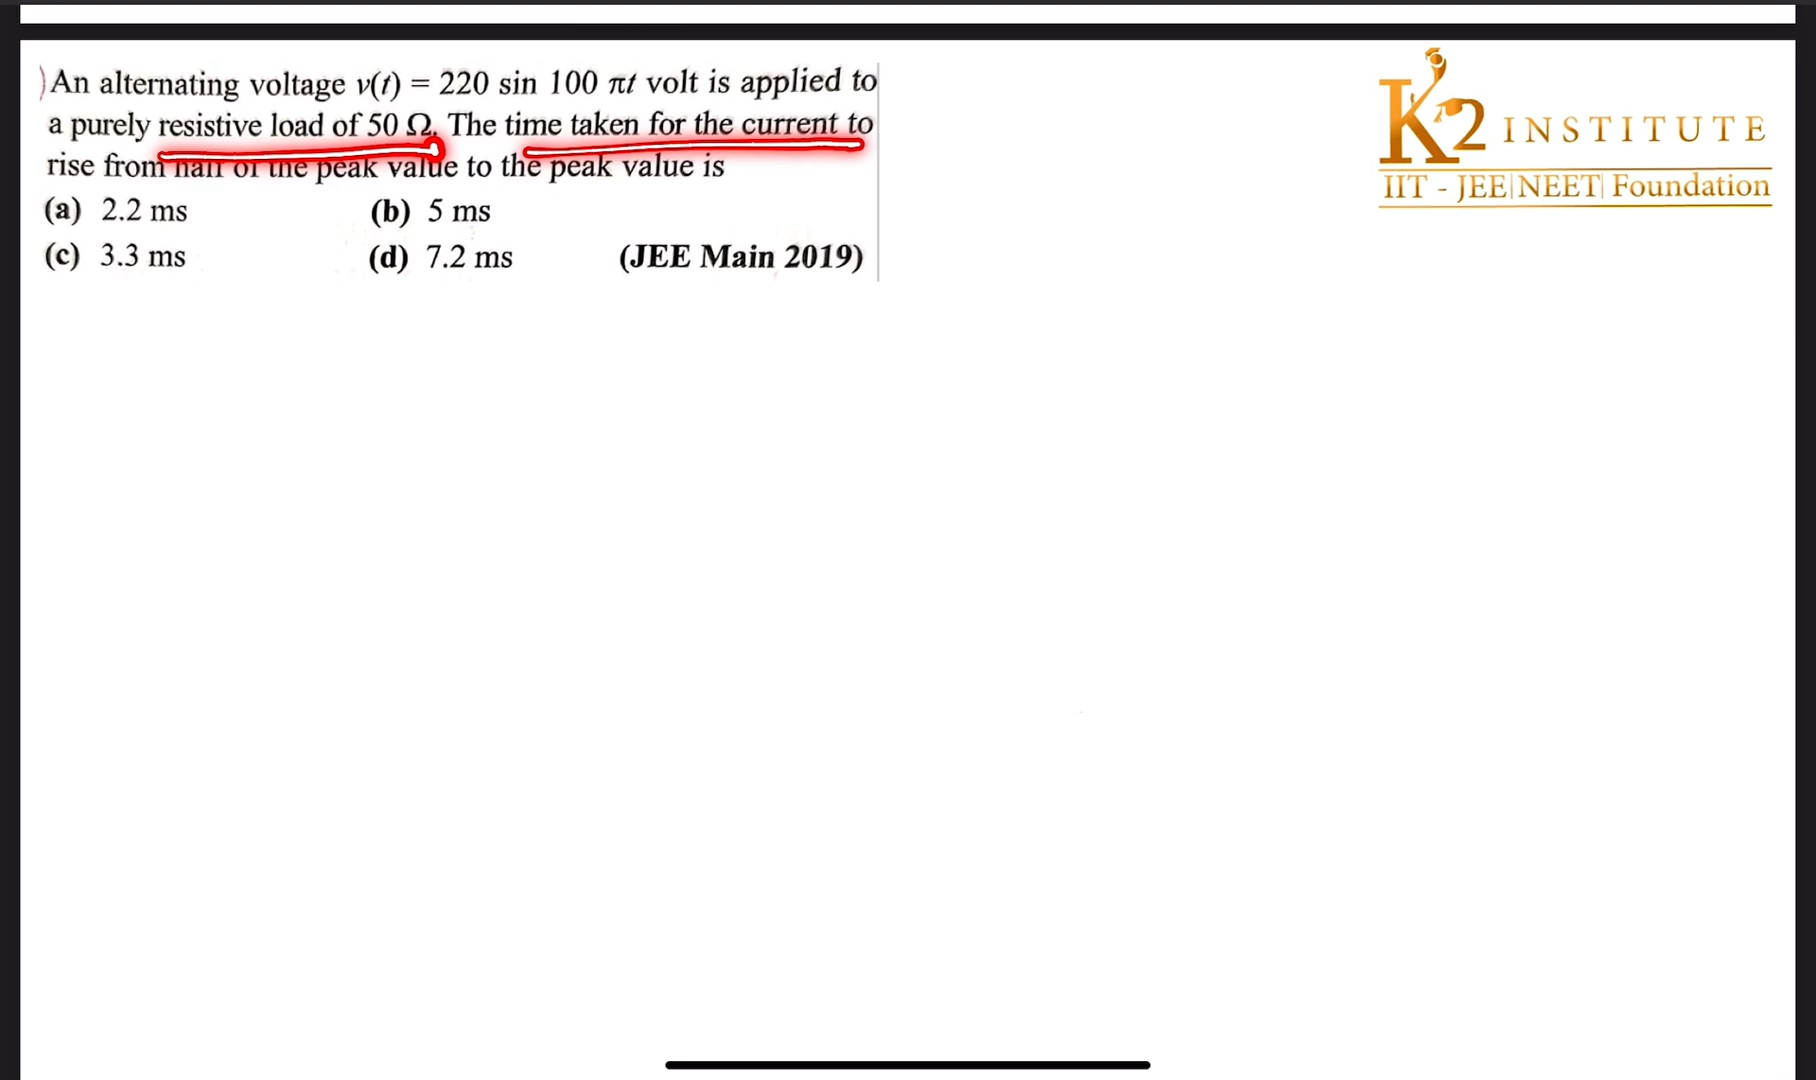 )An alternating voltage v(t) = 220 sin 100 πt volt is applied to
a purely resistive load of 50 Ω. The time taken for the current to
rise from half of the peak value to the peak value is
(a) 2.2 ms (b) 5 ms
(c) 3.3 ms (d) 7.2 ms (JEE Main 2019)
K2 INSTITUTE
IIT - JEE|NEET| Foundation